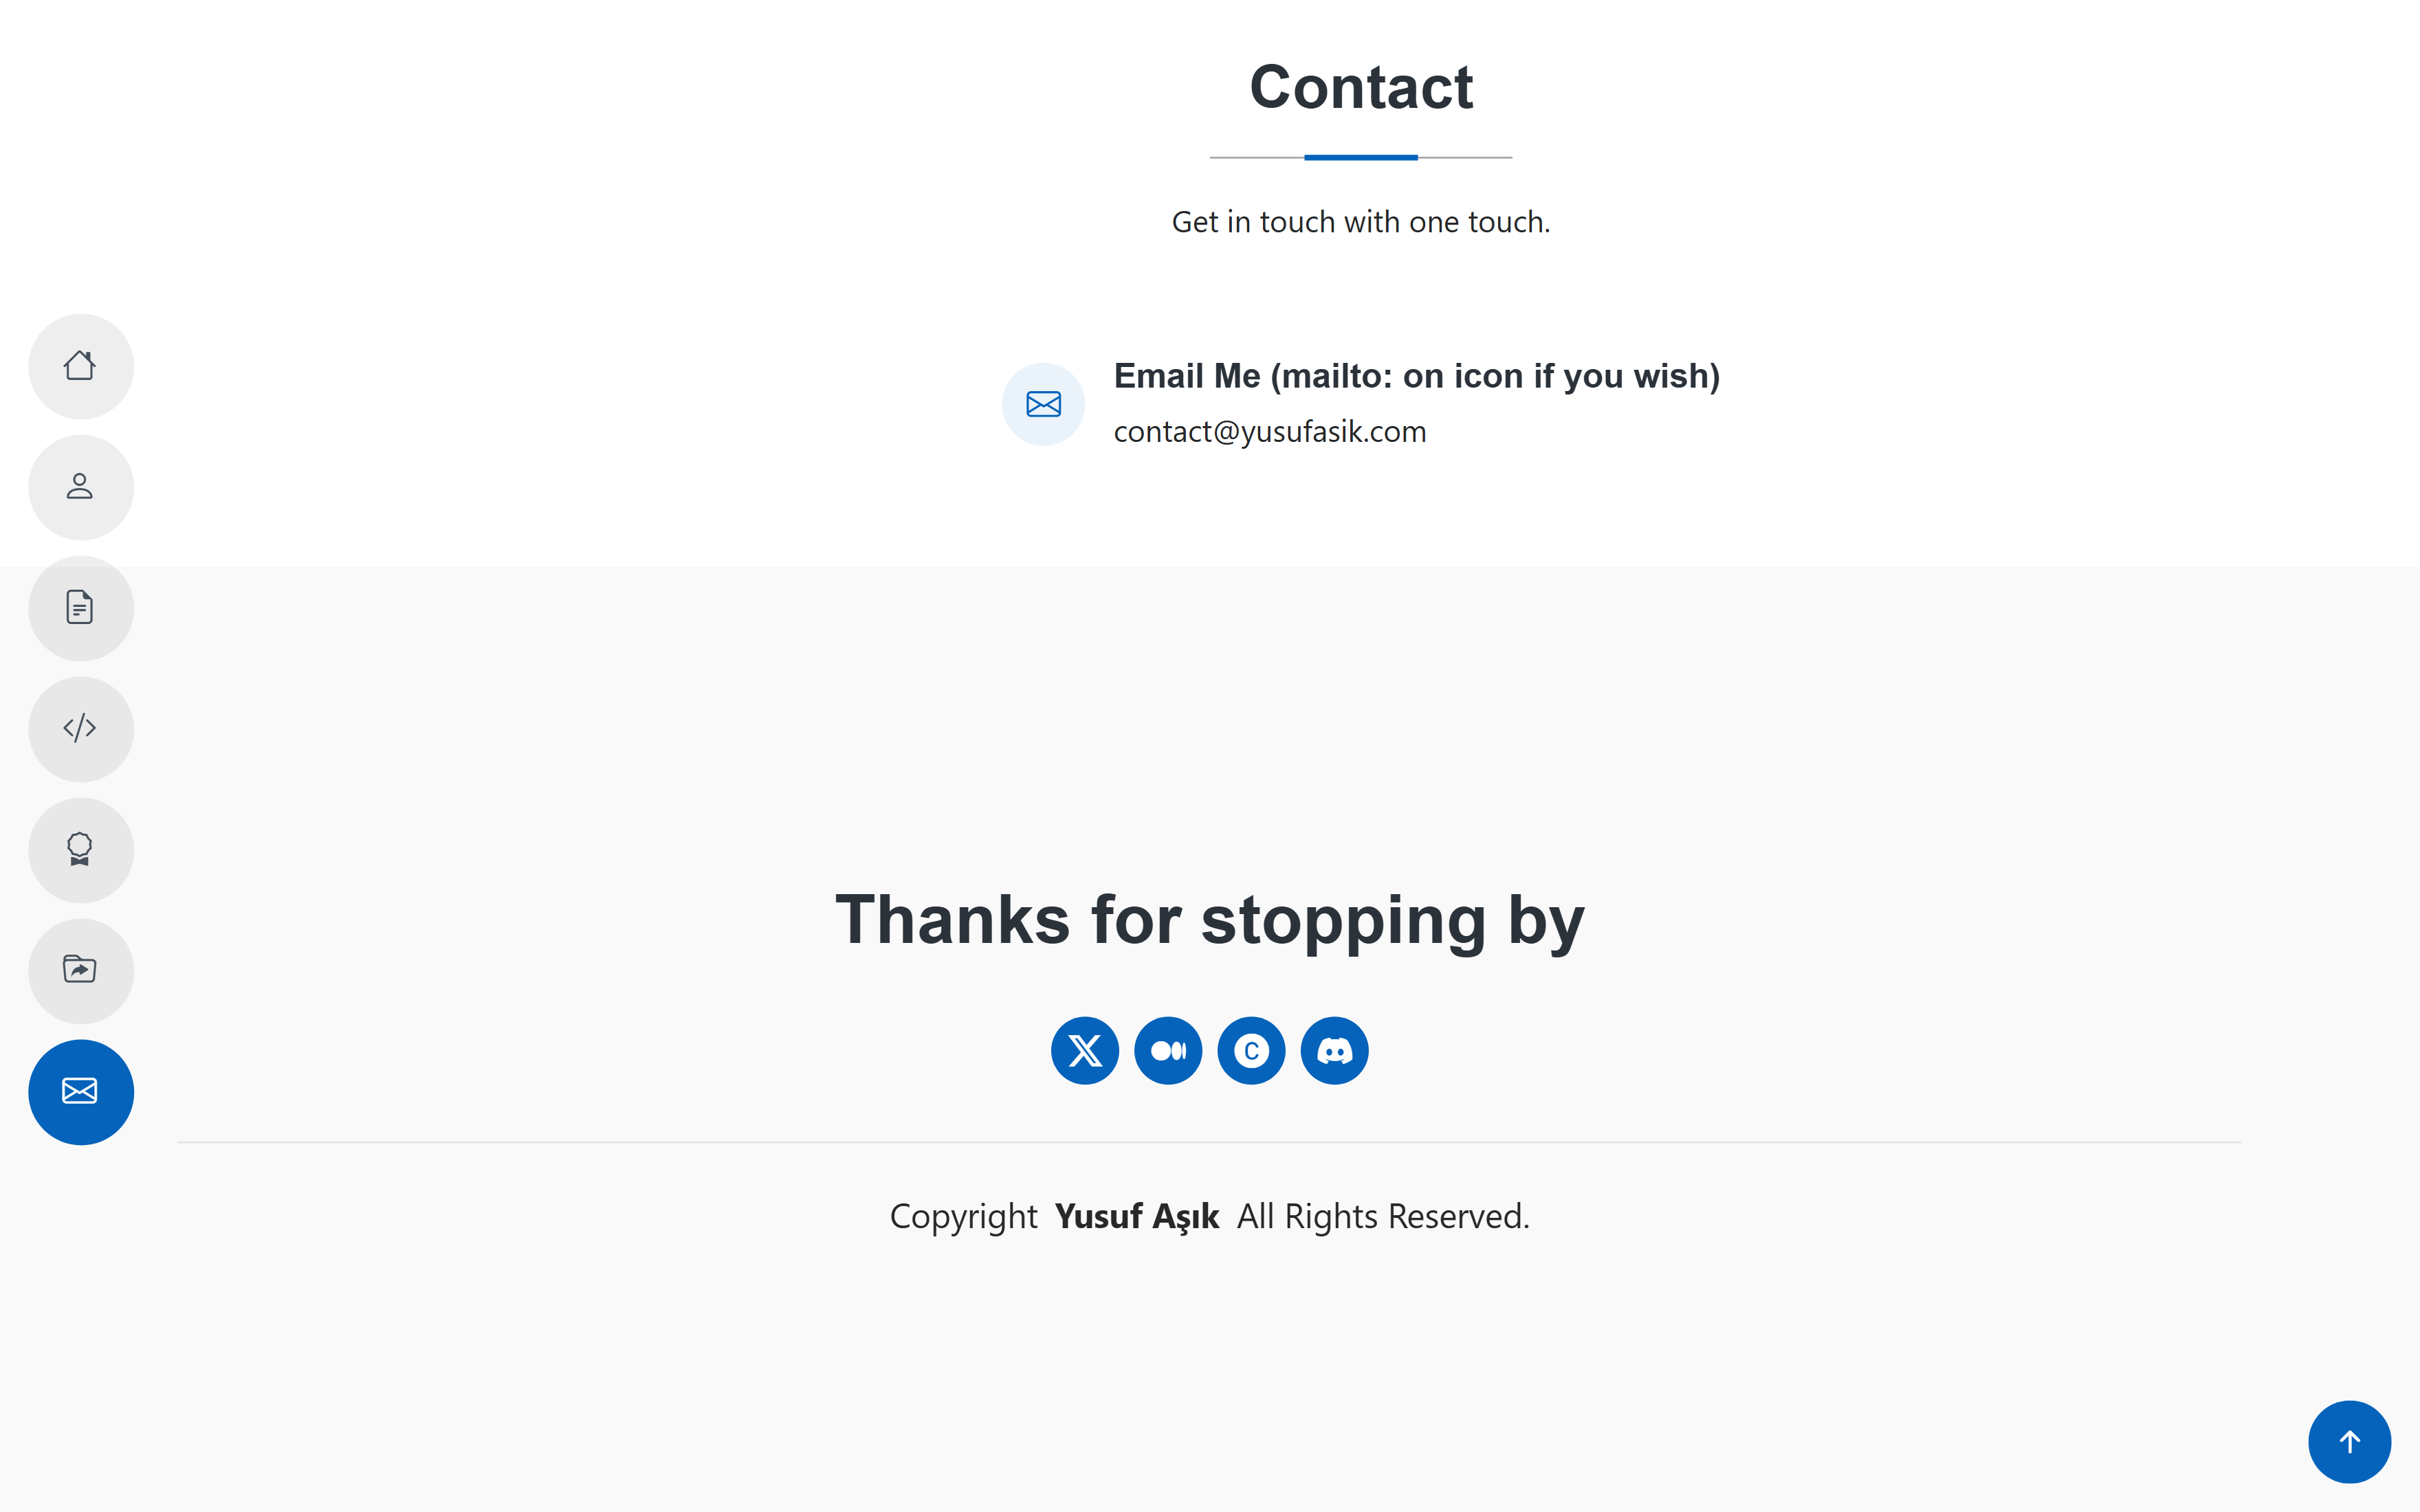 Contact
Get in touch with one touch.
Email Me (mailto: on icon if you wish)
contact@yusufasik.com
Thanks for stopping by
Copyright Yusuf Aşık All Rights Reserved.